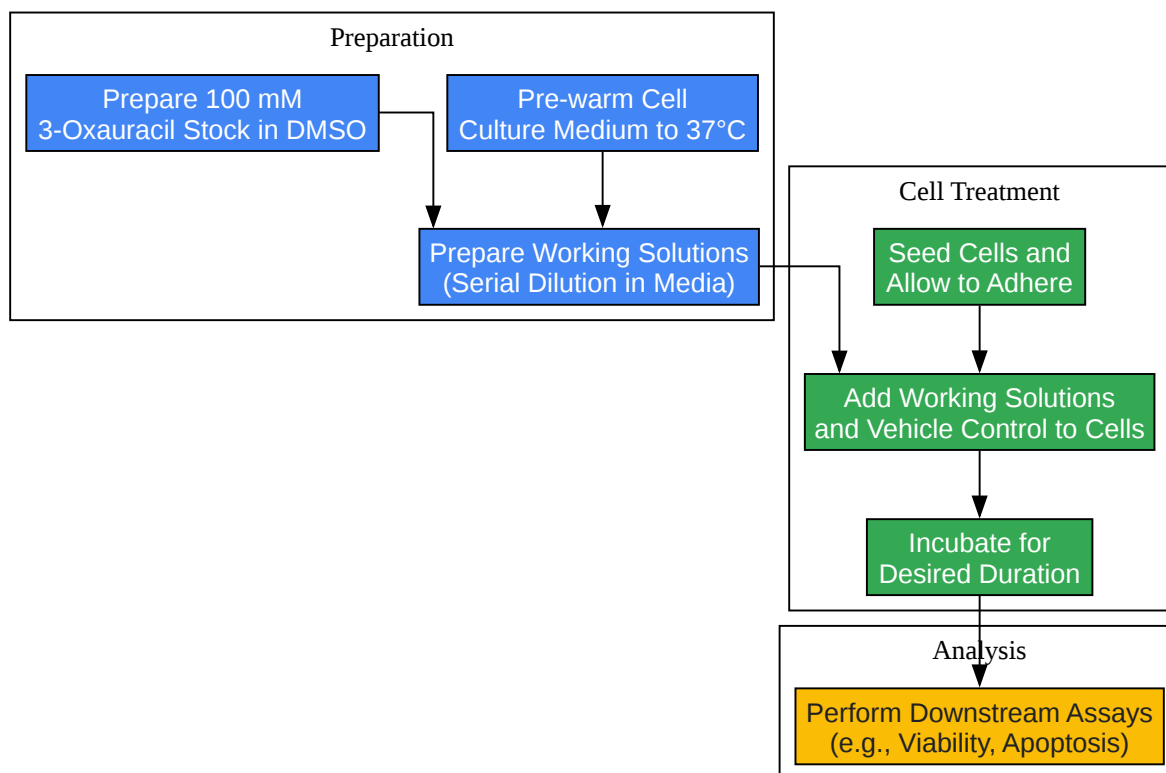 Preparation
Prepare 100 mM
3-Oxauracil Stock in DMSO
Pre-warm Cell
Culture Medium to 37°C
Prepare Working Solutions
(Serial Dilution in Media)
Cell Treatment
Seed Cells and
Allow to Adhere
Add Working Solutions
and Vehicle Control to Cells
Incubate for
Desired Duration
Analysis
Perform Downstream Assays
(e.g., Viability, Apoptosis)